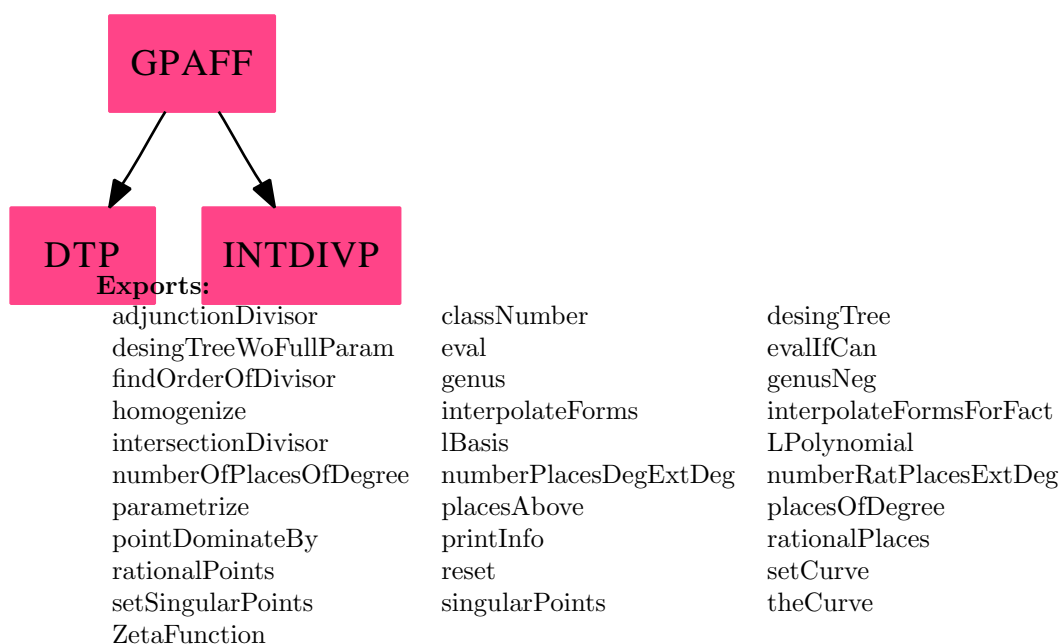 GPAFF
DTP INTDIVP
Exports:
adjunctionDivisor classNumber desingTree
desingTreeWoFullParam eval evalIfCan
findOrderOfDivisor genus genusNeg
homogenize interpolateForms interpolateFormsForFact
intersectionDivisor lBasis LPolynomial
numberOfPlacesOfDegree numberPlacesDegExtDeg numberRatPlacesExtDeg
parametrize placesAbove placesOfDegree
pointDominateBy printInfo rationalPlaces
rationalPoints reset setCurve
setSingularPoints singularPoints theCurve
ZetaFunction